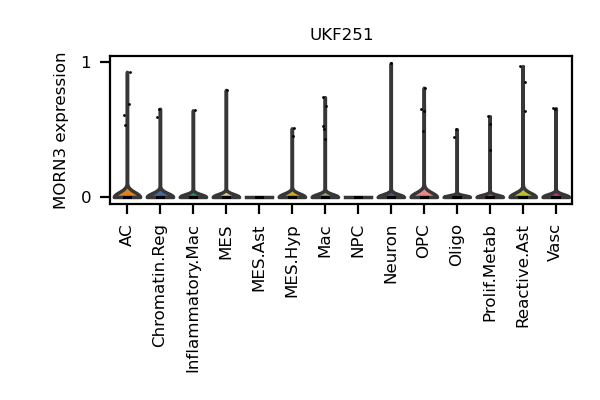 UKF251
MORN3 expression
1
0
AC
Chromatin.Reg
Inflammatory.Mac
MES
MES.Ast
MES.Hyp
Mac
NPC
Neuron
OPC
Oligo
Prolif.Metab
Reactive.Ast
Vasc